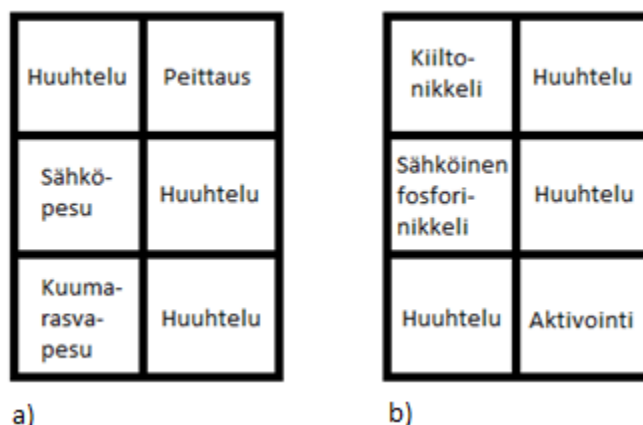 Huuhtelu
Peittaus
Sähkö-
pesu
Huuhtelu
Kuuma-
rasva-
pesu
Huuhtelu
a)
Kiilto-
nikkeli
Huuhtelu
Sähköinen
fosfori-
nikkeli
Huuhtelu
Huuhtelu
Aktivointi
b)